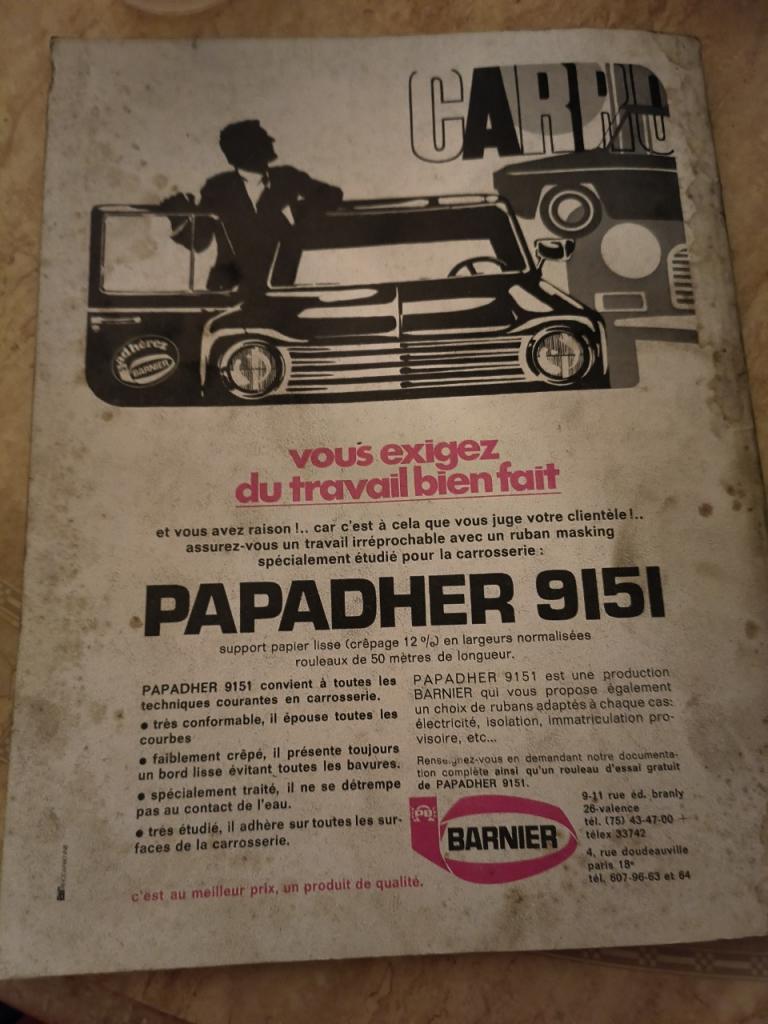 CARRO
adhérez
BARNIER
vous exigez
du travail bien fait
et vous avez raison !.. car c'est à cela que vous juge votre clientèle !..
assurez-vous un travail irréprochable avec un ruban masking
spécialement étudié pour la carrosserie :
PAPADHER 9151
support papier lisse (crêpage 12 %) en largeurs normalisées
rouleaux de 50 mètres de longueur.
PAPADHER 9151 convient à toutes les
techniques courantes en carrosserie.
• très conformable, il épouse toutes les
courbes
• faiblement crêpé, il présente toujours
un bord lisse évitant toutes les bavures.
• spécialement traité, il ne se détrempe
pas au contact de l'eau.
• très étudié, il adhère sur toutes les sur-
faces de la carrosserie.
PAPADHER 9151 est une production
BARNIER qui vous propose également
un choix de rubans adaptés à chaque cas:
électricité, isolation, immatriculation pro-
visoire, etc...
Renseignez-vous en demandant notre documenta-
tion complète ainsi qu'un rouleau d'essai gratuit
de PAPADHER 9151.
PB
BARNIER
9-11 rue éd. branly
26-valence
tél. (75) 43-47-00 +
télex 33742
4, rue doudeauville
paris 18e
tél. 607-96-63 et 64
c'est au meilleur prix, un produit de qualité.